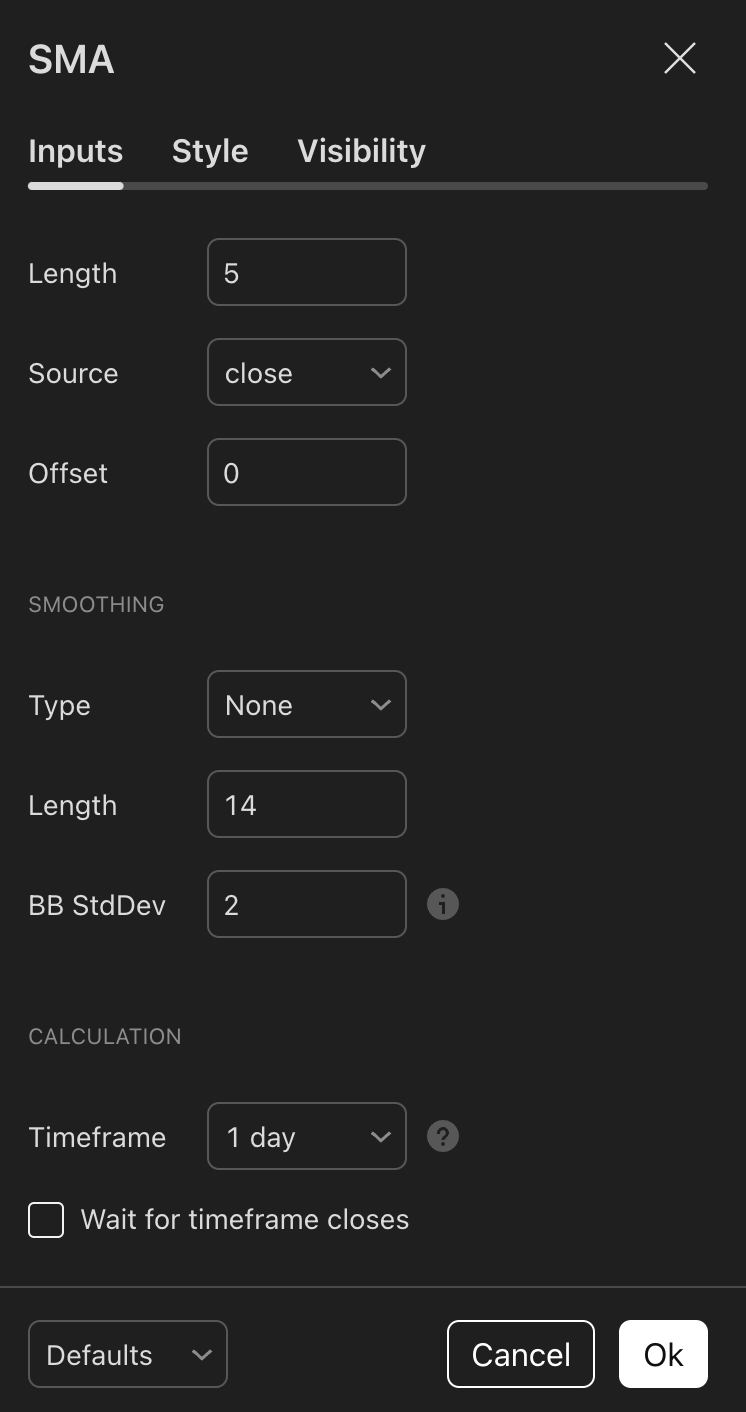 SMA
Inputs Style Visibility
Length 5
Source close
Offset 0
SMOOTHING
Type None
Length 14
BB StdDev 2 i
CALCULATION
Timeframe 1 day ?
Wait for timeframe closes
Defaults Cancel Ok